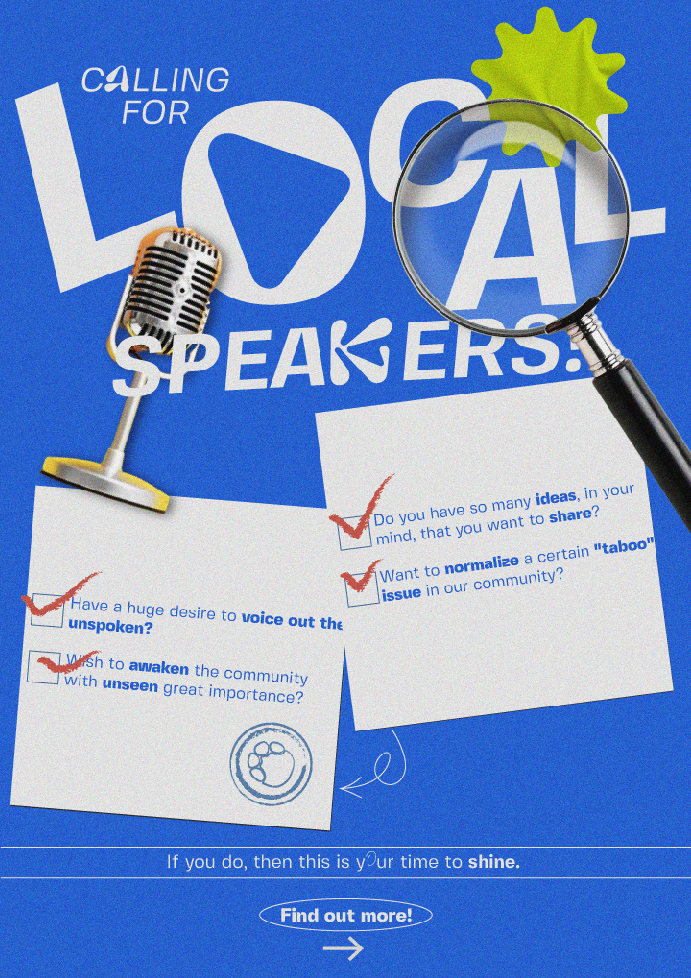 CALLING
FOR
LOCAL
SPEAKERS!
Do you have so many ideas, in your
mind, that you want to share?
Want to normalize a certain "taboo"
issue in our community?
Have a huge desire to voice out the
unspoken?
Wish to awaken the community
with unseen great importance?
If you do, then this is yOur time to shine.
Find out more!